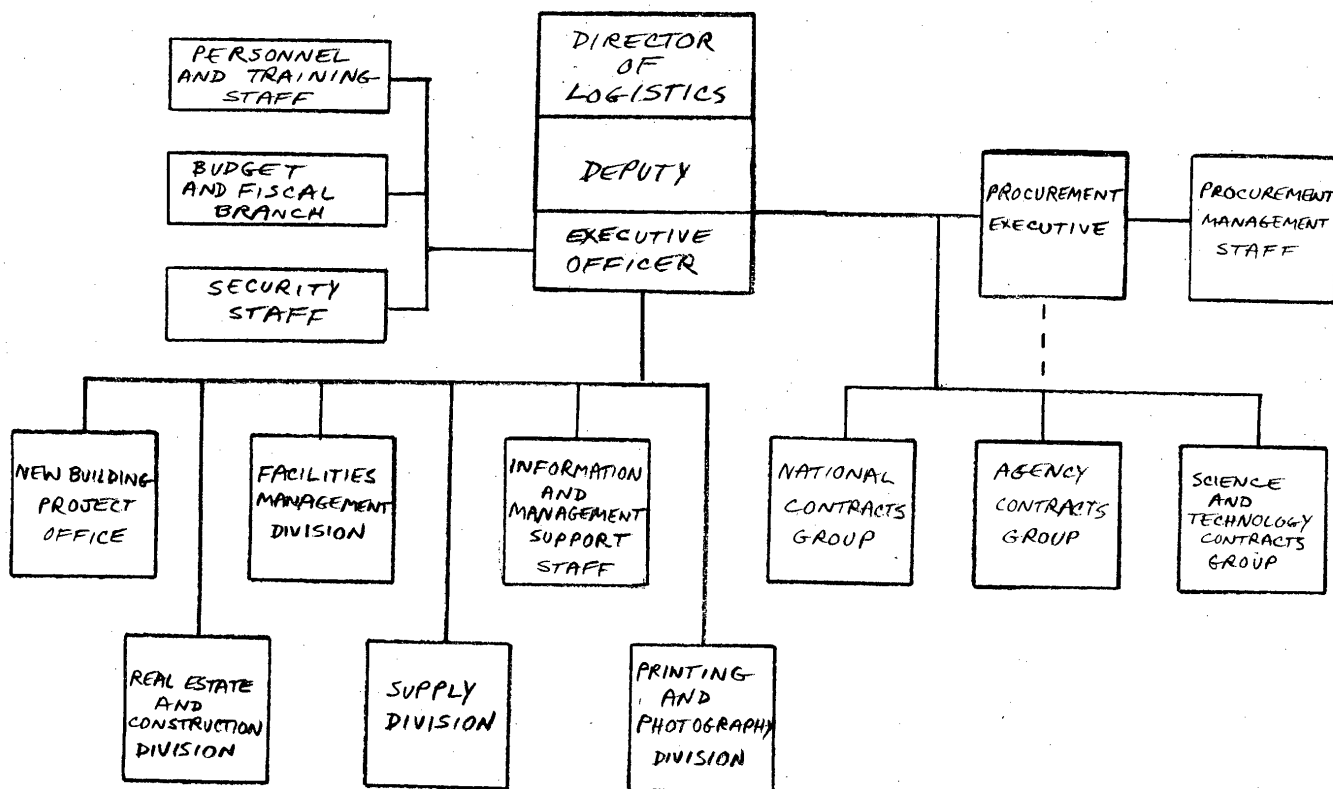 PERSONNEL
AND TRAINING
STAFF
BUDGET
AND FISCAL
BRANCH
SECURITY
STAFF
DIRECTOR
OF
LOGISTICS
DEPUTY
EXECUTIVE
OFFICER
PROCUREMENT
EXECUTIVE
PROCUREMENT
MANAGEMENT
STAFF
NEW BUILDING
PROJECT
OFFICE
FACILITIES
MANAGEMENT
DIVISION
INFORMATION
AND
MANAGEMENT
SUPPORT
STAFF
NATIONAL
CONTRACTS
GROUP
AGENCY
CONTRACTS
GROUP
SCIENCE
AND
TECHNOLOGY
CONTRACTS
GROUP
REAL ESTATE
AND
CONSTRUCTION
DIVISION
SUPPLY
DIVISION
PRINTING
AND
PHOTOGRAPHY
DIVISION